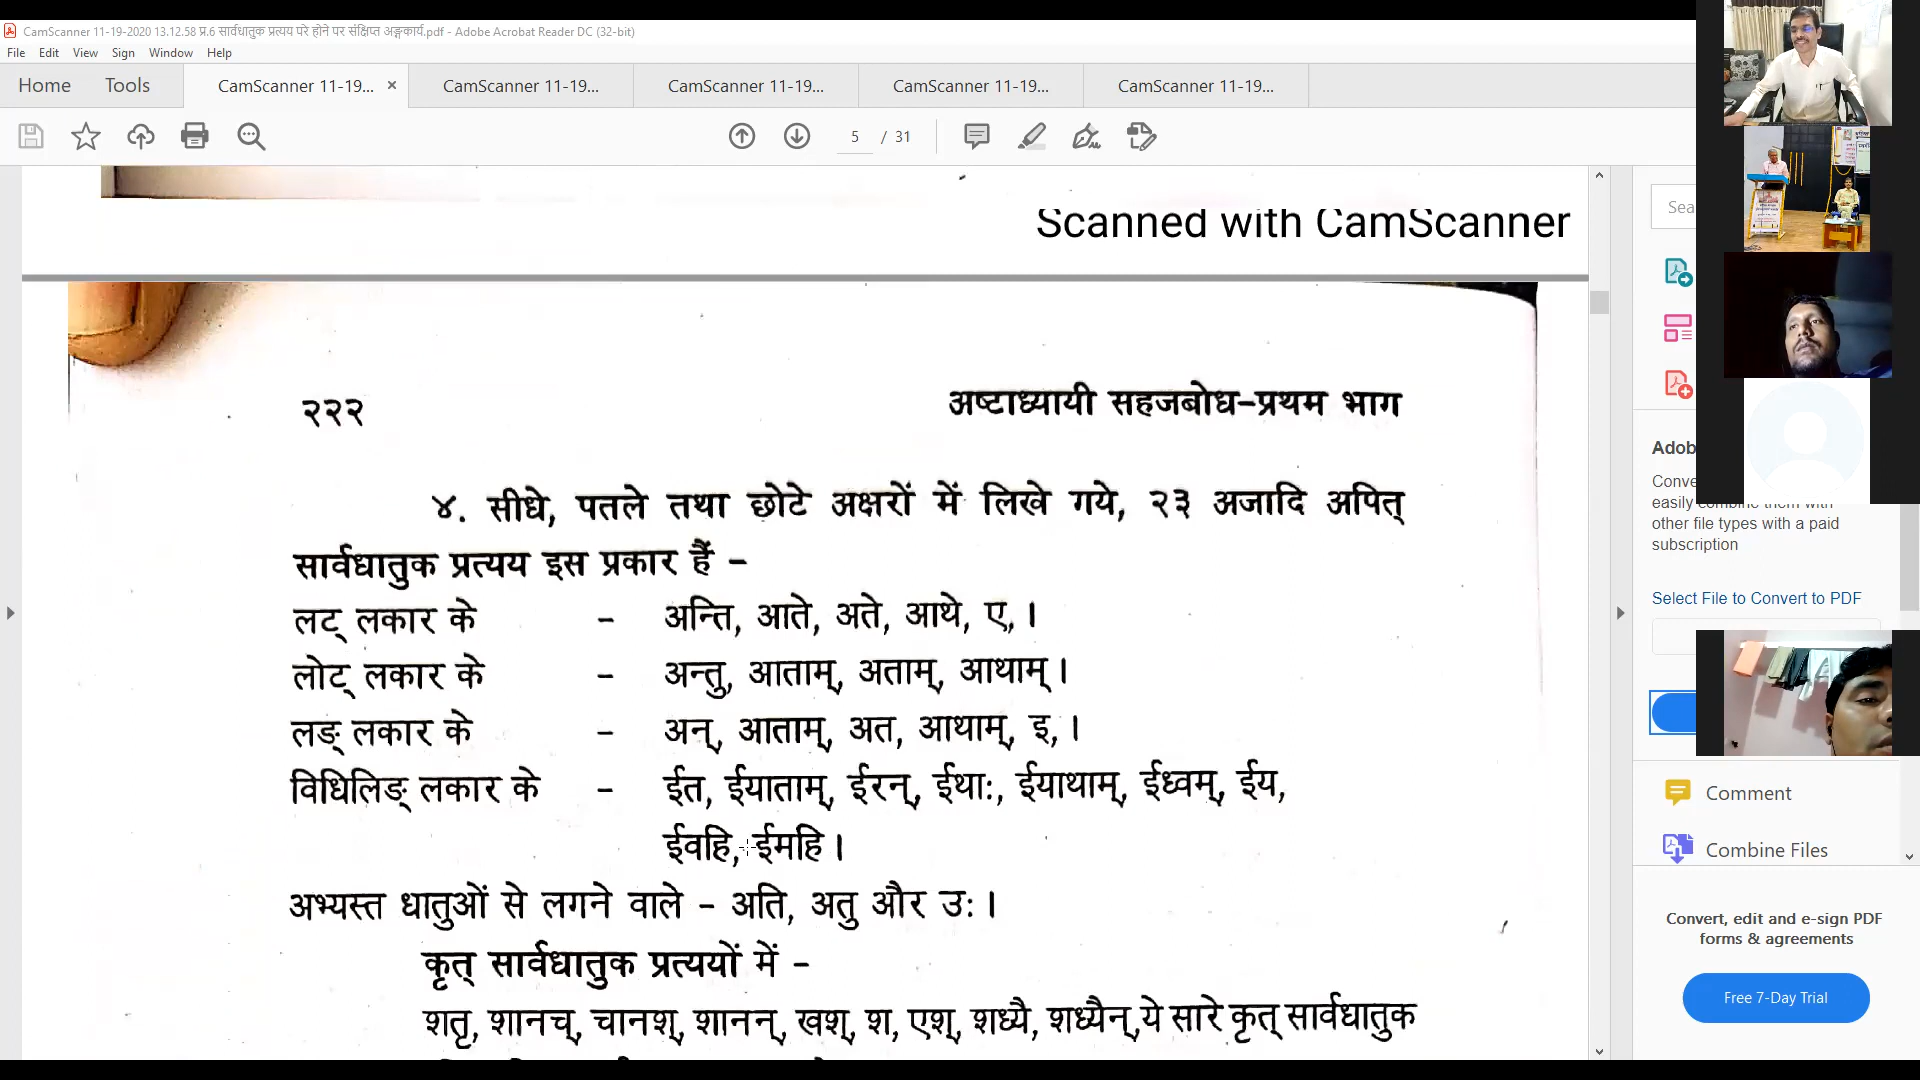 CamScanner 11-19-2020 13.12.58 प्र.6 सार्वधातुक प्रत्यय परे होने पर संक्षिप्त अङ्गकार्य.pdf - Adobe Acrobat Reader DC (32-bit)
File Edit View Sign Window Help
Home Tools CamScanner 11-19... × CamScanner 11-19... CamScanner 11-19... CamScanner 11-19... CamScanner 11-19...
5 / 31
Scanned with CamScanner
२२२ अष्टाध्यायी सहजबोध-प्रथम भाग
४. सीधे, पतले तथा छोटे अक्षरों में लिखे गये, २३ अजादि अपित्
सार्वधातुक प्रत्यय इस प्रकार हैं -
लट् लकार के - अन्ति, आते, अते, आथे, ए, ।
लोट् लकार के - अन्तु, आताम्, अताम्, आथाम् ।
लङ् लकार के - अन्, आताम्, अत, आथाम्, इ, ।
विधिलिङ् लकार के - ईत, ईयाताम्, ईरन्, ईथा:, ईयाथाम्, ईध्वम्, ईय,
ईवहि, ईमहि ।
अभ्यस्त धातुओं से लगने वाले - अति, अतु और उ: ।
कृत् सार्वधातुक प्रत्ययों में -
शतृ, शानच्, चानश्, शानन्, खश्, श, एश्, शध्यै, शध्यैन्,ये सारे कृत् सार्वधातुक
Sea
Adob
Conve
easily combine them with
other file types with a paid
subscription
Select File to Convert to PDF
Comment
Combine Files
Convert, edit and e-sign PDF
forms & agreements
Free 7-Day Trial